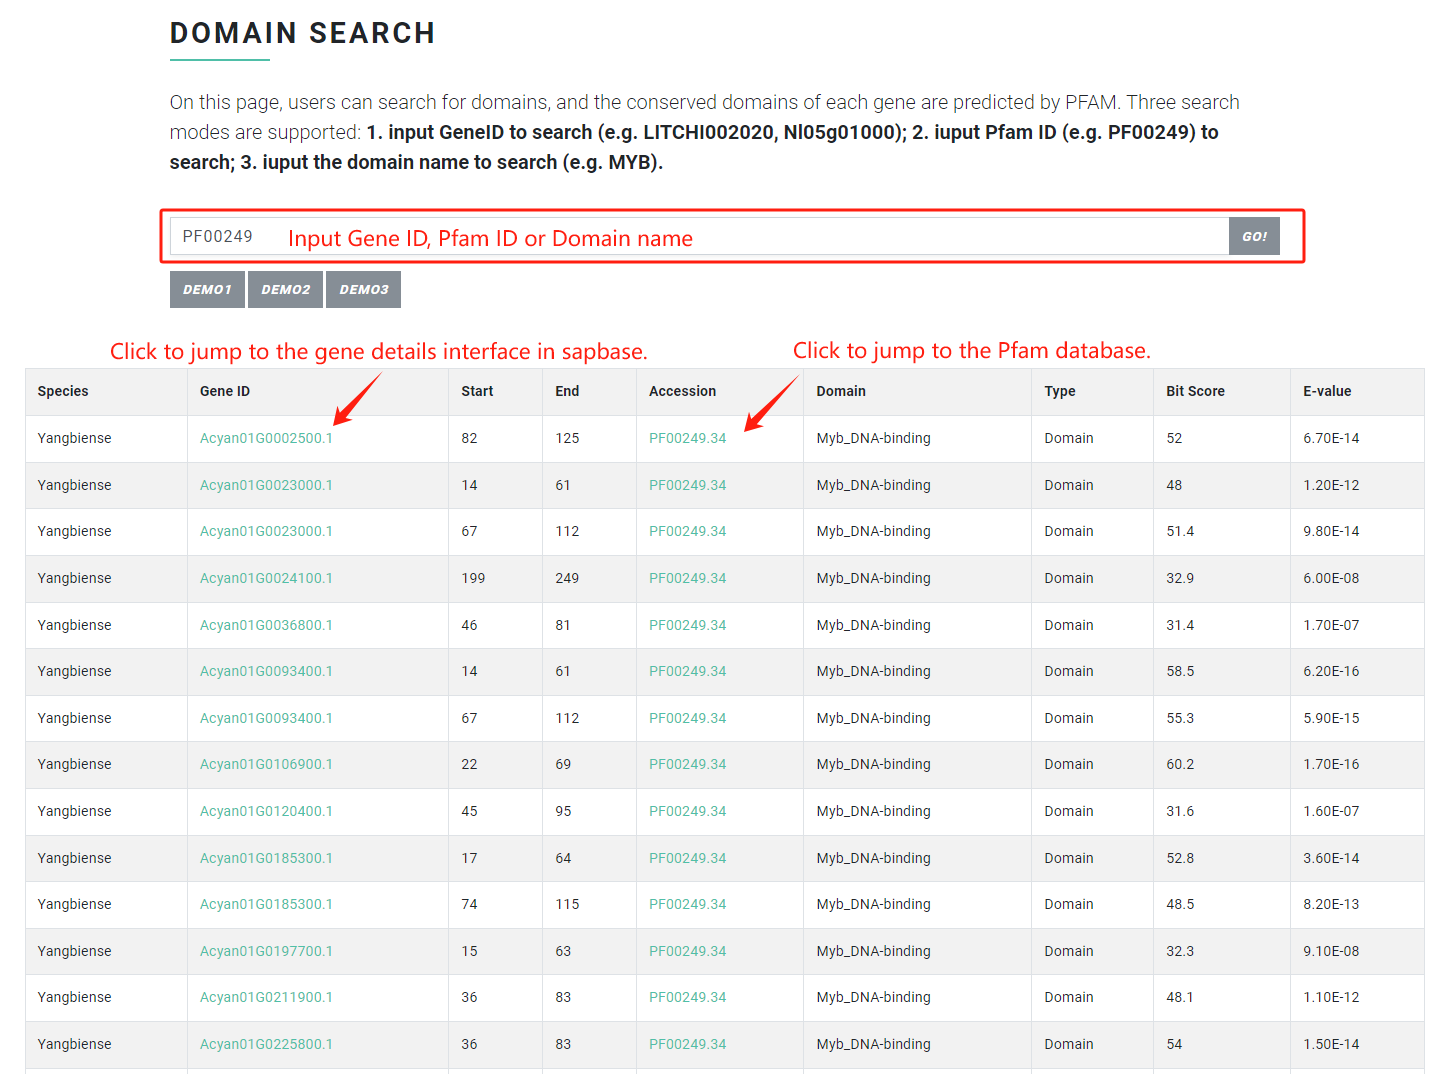 DOMAIN SEARCH
On this page, users can search for domains, and the conserved domains of each gene are predicted by PFAM. Three search
modes are supported: 1. input GeneID to search (e.g. LITCHI002020, Nl05g01000); 2. iuput Pfam ID (e.g. PF00249) to
search; 3. iuput the domain name to search (e.g. MYB).
PF00249 Input Gene ID, Pfam ID or Domain name GO!
DEMO1 DEMO2 DEMO3
Click to jump to the gene details interface in sapbase. Click to jump to the Pfam database.
Species Gene ID Start End Accession Domain Type Bit Score E-value
Yangbiense Acyan01G0002500.1 82 125 PF00249.34 Myb_DNA-binding Domain 52 6.70E-14
Yangbiense Acyan01G0023000.1 14 61 PF00249.34 Myb_DNA-binding Domain 48 1.20E-12
Yangbiense Acyan01G0023000.1 67 112 PF00249.34 Myb_DNA-binding Domain 51.4 9.80E-14
Yangbiense Acyan01G0024100.1 199 249 PF00249.34 Myb_DNA-binding Domain 32.9 6.00E-08
Yangbiense Acyan01G0036800.1 46 81 PF00249.34 Myb_DNA-binding Domain 31.4 1.70E-07
Yangbiense Acyan01G0093400.1 14 61 PF00249.34 Myb_DNA-binding Domain 58.5 6.20E-16
Yangbiense Acyan01G0093400.1 67 112 PF00249.34 Myb_DNA-binding Domain 55.3 5.90E-15
Yangbiense Acyan01G0106900.1 22 69 PF00249.34 Myb_DNA-binding Domain 60.2 1.70E-16
Yangbiense Acyan01G0120400.1 45 95 PF00249.34 Myb_DNA-binding Domain 31.6 1.60E-07
Yangbiense Acyan01G0185300.1 17 64 PF00249.34 Myb_DNA-binding Domain 52.8 3.60E-14
Yangbiense Acyan01G0185300.1 74 115 PF00249.34 Myb_DNA-binding Domain 48.5 8.20E-13
Yangbiense Acyan01G0197700.1 15 63 PF00249.34 Myb_DNA-binding Domain 32.3 9.10E-08
Yangbiense Acyan01G0211900.1 36 83 PF00249.34 Myb_DNA-binding Domain 48.1 1.10E-12
Yangbiense Acyan01G0225800.1 36 83 PF00249.34 Myb_DNA-binding Domain 54 1.50E-14